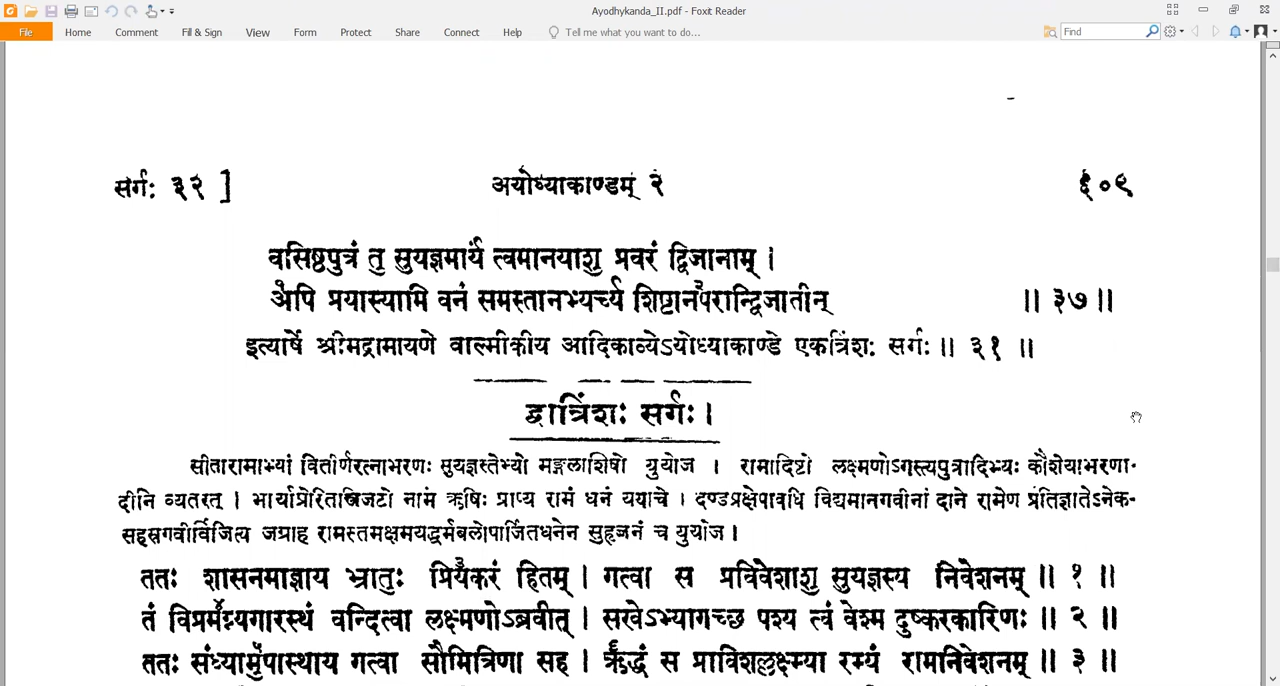 Ayodhykanda_II.pdf - Foxit Reader
File Home Comment Fill & Sign View Form Protect Share Connect Help Tell me what you want to do... Find
सर्गः ३२ ] अयोध्याकाण्डम् २ ६०९
वसिष्ठपुत्रं तु सुयज्ञमार्यं त्वमानयाशु प्रवरं द्विजानाम् ।
अपि प्रयास्यामि वनं समस्तानभ्यर्च्य शिष्टानपरान्द्विजातीन् ॥ ३७ ॥
इत्यार्षे श्रीमद्रामायणे वाल्मीकीय आदिकाव्येऽयोध्याकाण्डे एकत्रिंशः सर्गः ॥ ३१ ॥
द्वात्रिंशः सर्गः ।
सीतारामाभ्यां वितीर्णरत्नाभरणः सुयज्ञस्तेभ्यो मङ्गलाशिषो युयोज । रामादिष्टो लक्ष्मणोऽगस्त्यपुत्रादिभ्यः कौशेयाभरणा-
दीनि व्यतरत् । भार्याप्रेरितस्त्रिजटो नाम ऋषिः प्राप्य रामं धनं ययाचे । दण्डप्रक्षेपावधि विद्यमानगवीनां दाने रामेण प्रतिज्ञातेऽनेक-
सहस्रगवीर्विजित्य जग्राह रामस्तमक्षमयद्धर्मबलोपार्जितधनेन सुहृज्जनं च युयोज ।
ततः शासनमाज्ञाय भ्रातुः प्रियकरं हितम् । गत्वा स प्रविवेशाशु सुयज्ञस्य निवेशनम् ॥ १ ॥
तं विप्रमग्न्यगारस्थं वन्दित्वा लक्ष्मणोऽब्रवीत् । सखेऽभ्यागच्छ पश्य त्वं वेश्म दुष्करकारिणः ॥ २ ॥
ततः संध्यामुपास्थाय गत्वा सौमित्रिणा सह । ऋद्धं स प्राविशल्लक्ष्म्या रम्यं रामनिवेशनम् ॥ ३ ॥